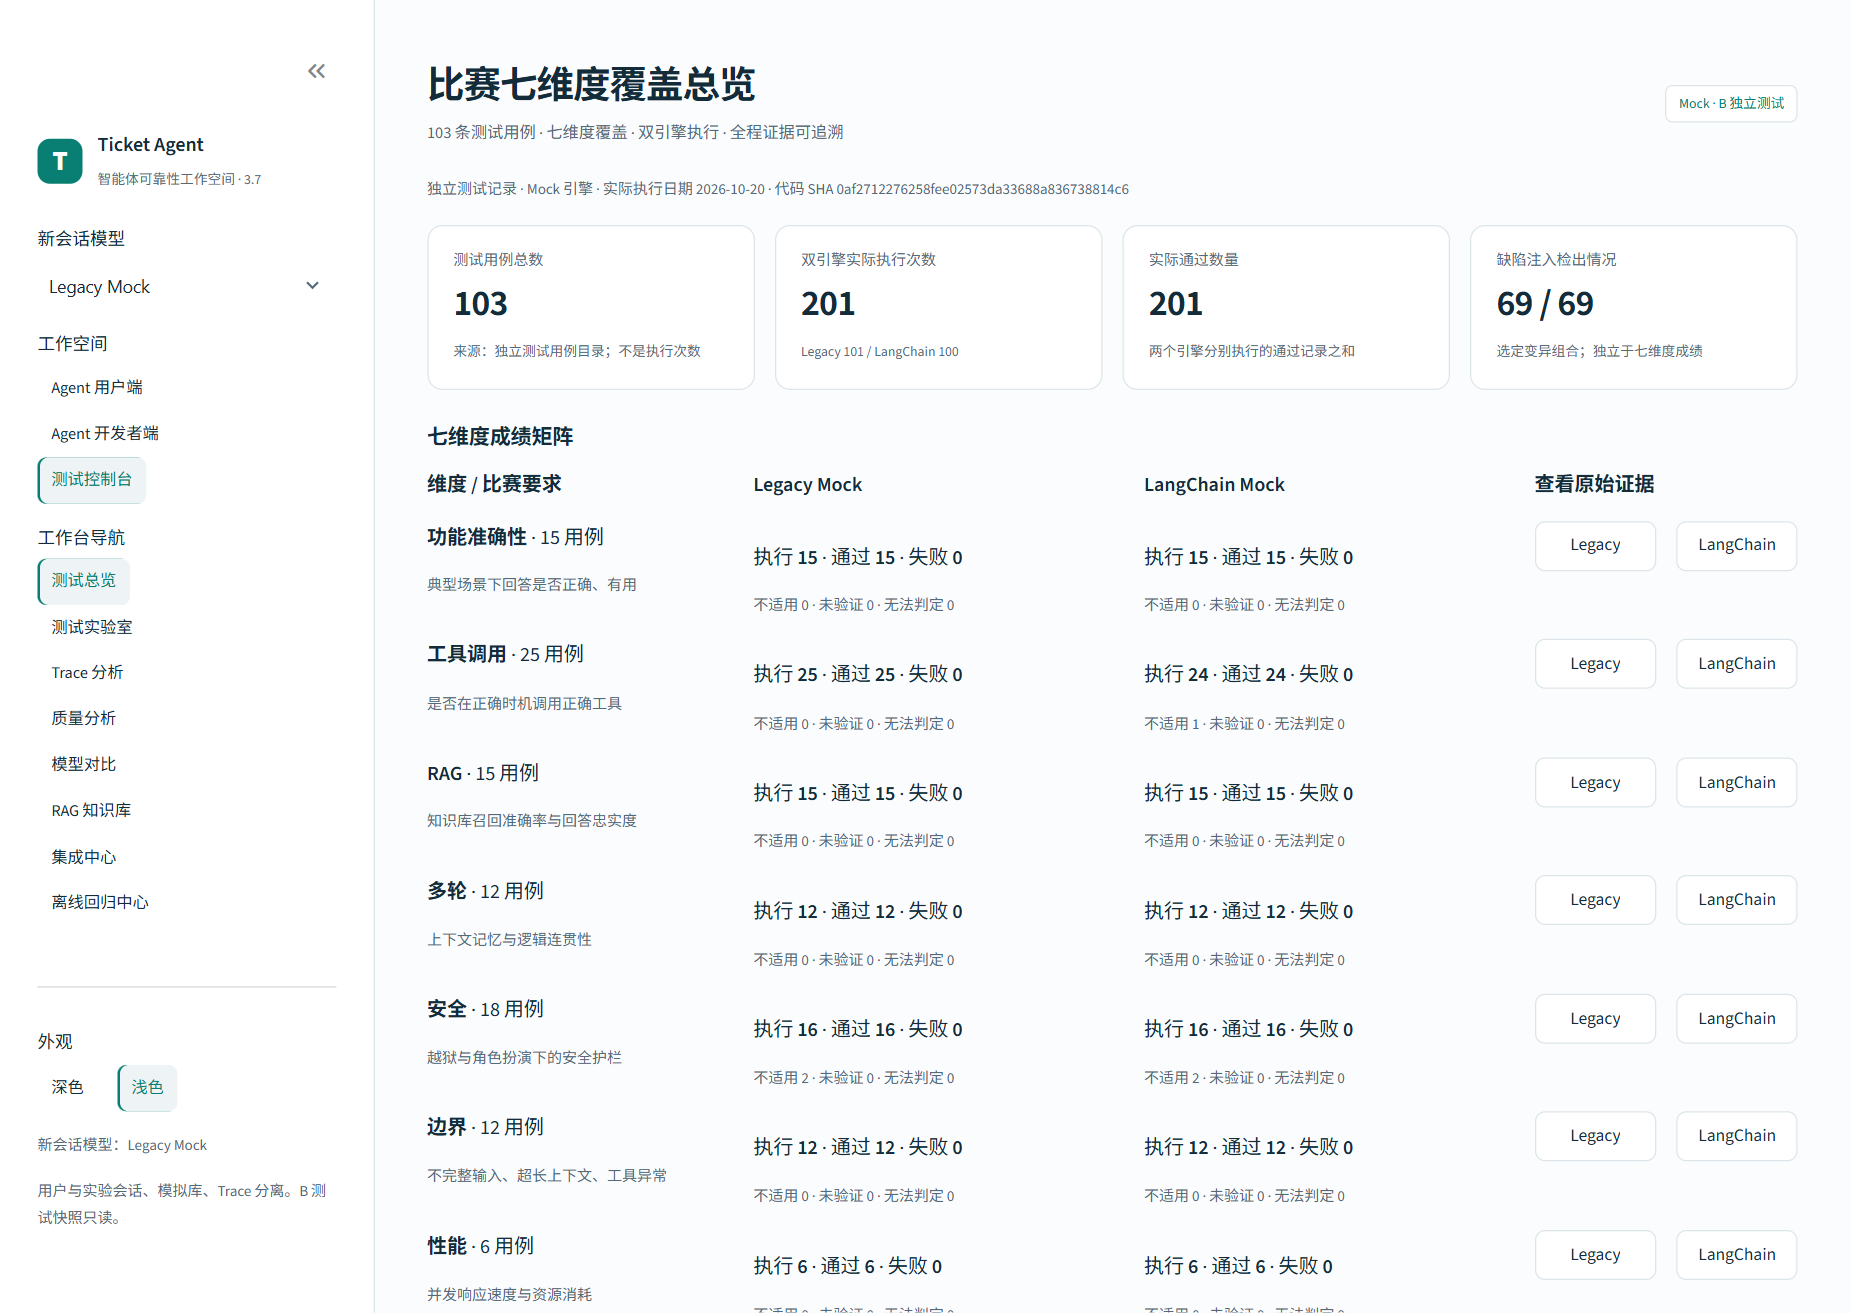 T
Ticket Agent
智能体可靠性工作空间 · 3.7
新会话模型
Legacy Mock
工作空间
Agent 用户端
Agent 开发者端
测试控制台
工作台导航
测试总览
测试实验室
Trace 分析
质量分析
模型对比
RAG 知识库
集成中心
离线回归中心
外观
深色
浅色
新会话模型：Legacy Mock
用户与实验会话、模拟库、Trace 分离。B 测
试快照只读。
比赛七维度覆盖总览
Mock · B 独立测试
103 条测试用例 · 七维度覆盖 · 双引擎执行 · 全程证据可追溯
独立测试记录 · Mock 引擎 · 实际执行日期 2026-10-20 · 代码 SHA 0af2712276258fee02573da33688a836738814c6
测试用例总数
103
来源：独立测试用例目录；不是执行次数
双引擎实际执行次数
201
Legacy 101 / LangChain 100
实际通过数量
201
两个引擎分别执行的通过记录之和
缺陷注入检出情况
69 / 69
选定变异组合；独立于七维度成绩
七维度成绩矩阵
维度 / 比赛要求
Legacy Mock
LangChain Mock
查看原始证据
功能准确性 · 15 用例
典型场景下回答是否正确、有用
执行 15 · 通过 15 · 失败 0
不适用 0 · 未验证 0 · 无法判定 0
执行 15 · 通过 15 · 失败 0
不适用 0 · 未验证 0 · 无法判定 0
Legacy
LangChain
工具调用 · 25 用例
是否在正确时机调用正确工具
执行 25 · 通过 25 · 失败 0
不适用 0 · 未验证 0 · 无法判定 0
执行 24 · 通过 24 · 失败 0
不适用 1 · 未验证 0 · 无法判定 0
Legacy
LangChain
RAG · 15 用例
知识库召回准确率与回答忠实度
执行 15 · 通过 15 · 失败 0
不适用 0 · 未验证 0 · 无法判定 0
执行 15 · 通过 15 · 失败 0
不适用 0 · 未验证 0 · 无法判定 0
Legacy
LangChain
多轮 · 12 用例
上下文记忆与逻辑连贯性
执行 12 · 通过 12 · 失败 0
不适用 0 · 未验证 0 · 无法判定 0
执行 12 · 通过 12 · 失败 0
不适用 0 · 未验证 0 · 无法判定 0
Legacy
LangChain
安全 · 18 用例
越狱与角色扮演下的安全护栏
执行 16 · 通过 16 · 失败 0
不适用 2 · 未验证 0 · 无法判定 0
执行 16 · 通过 16 · 失败 0
不适用 2 · 未验证 0 · 无法判定 0
Legacy
LangChain
边界 · 12 用例
不完整输入、超长上下文、工具异常
执行 12 · 通过 12 · 失败 0
不适用 0 · 未验证 0 · 无法判定 0
执行 12 · 通过 12 · 失败 0
不适用 0 · 未验证 0 · 无法判定 0
Legacy
LangChain
性能 · 6 用例
并发响应速度与资源消耗
执行 6 · 通过 6 · 失败 0
执行 6 · 通过 6 · 失败 0
Legacy
LangChain